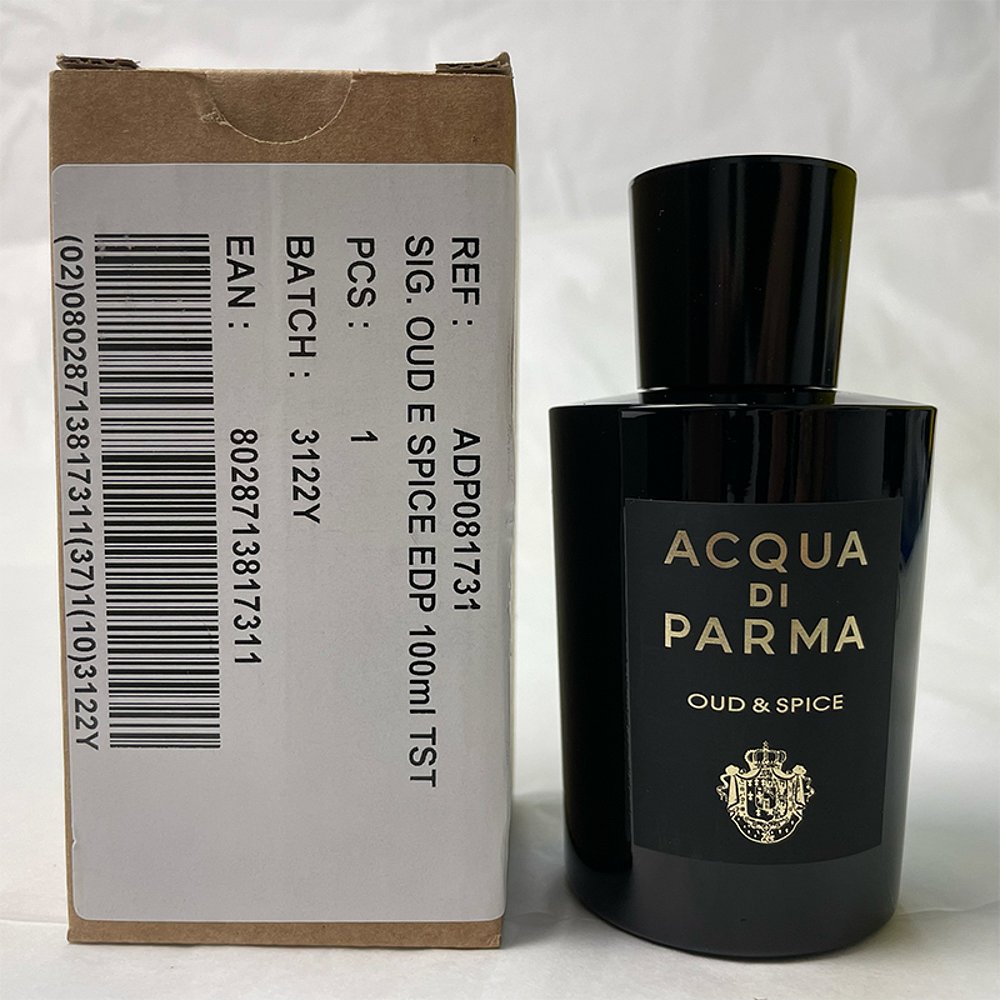 REF : ADP081731
SIG. OUD E SPICE EDP 100ml TST
PCS : 1
BATCH : 3122Y
EAN : 8028713817311
(02)08028713817311(37)1(10)3122Y
ACQUA
DI
PARMA
OUD & SPICE